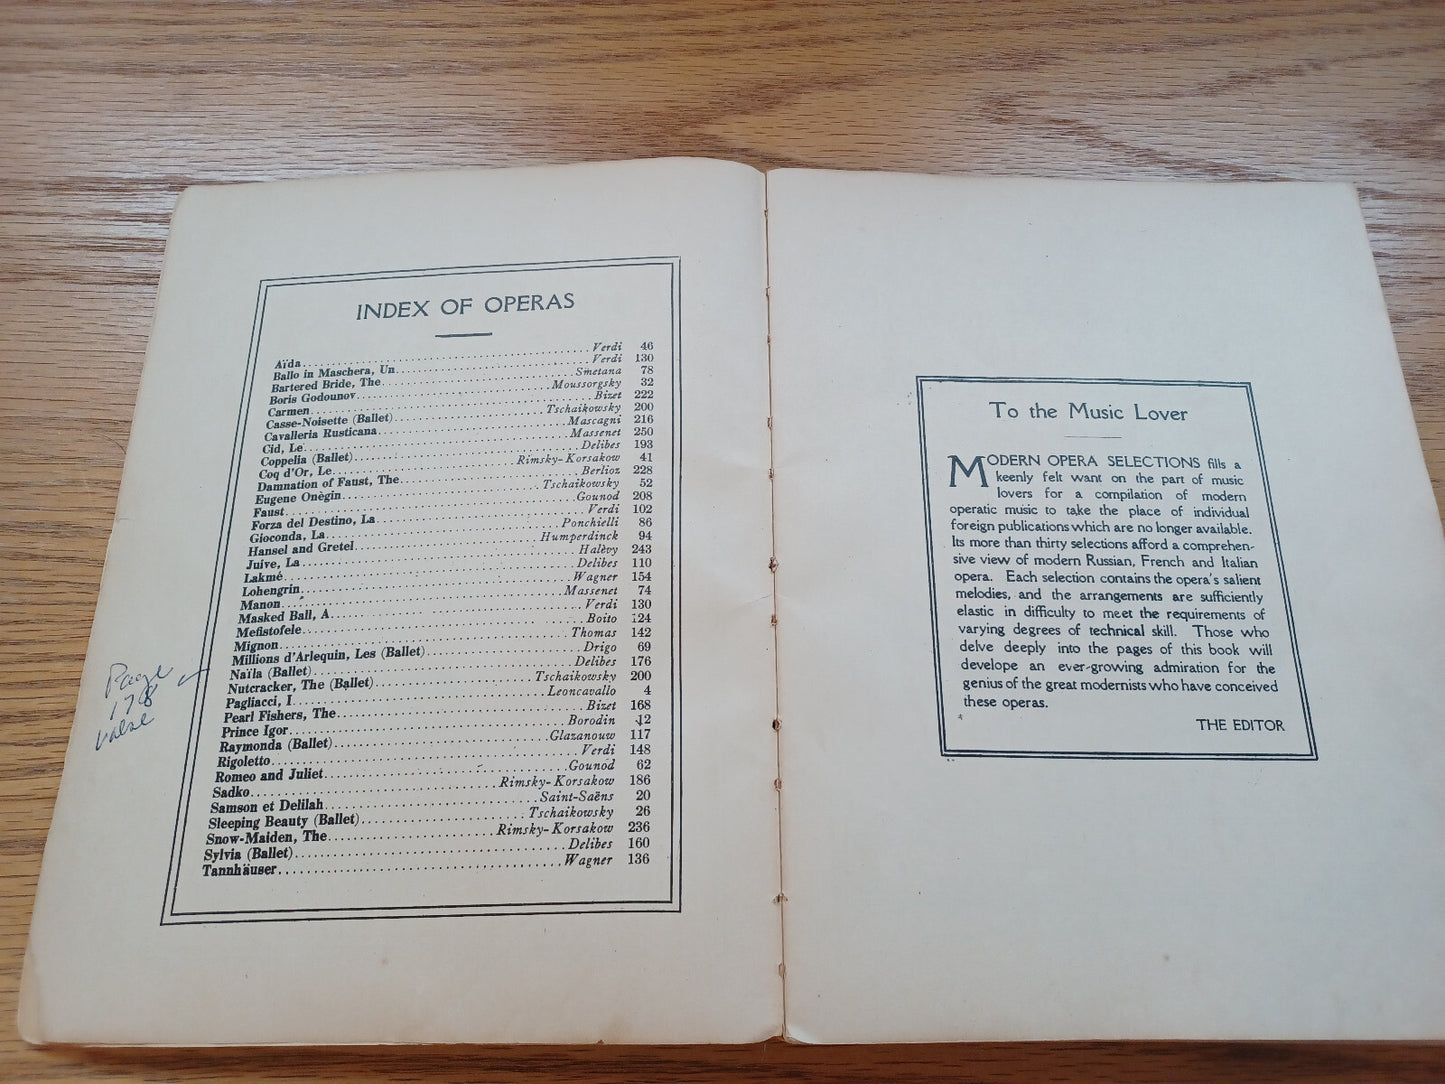 INDEX OF OPERAS
Aïda Verdi 46
Ballo in Maschera, Un Verdi 130
Bartered Bride, The Smetana 78
Boris Godounov Moussorgsky 32
Carmen Bizet 222
Casse-Noisette (Ballet) Tschaikowsky 200
Cavalleria Rusticana Mascagni 216
Cid, Le Massenet 250
Coppelia (Ballet) Delibes 193
Coq d'Or, Le Rimsky-Korsakow 41
Damnation of Faust, The Berlioz 228
Eugene Onègin Tschaikowsky 52
Faust Gounod 208
Forza del Destino, La Verdi 102
Gioconda, La Ponchielli 86
Hansel and Gretel Humperdinck 94
Juive, La Halèvy 243
Lakmé Delibes 110
Lohengrin Wagner 154
Manon Massenet 74
Masked Ball, A Verdi 130
Mefistofele Boito 124
Mignon Thomas 142
Millions d'Arlequin, Les (Ballet) Drigo 69
Naïla (Ballet) Delibes 176
Nutcracker, The (Ballet) Tschaikowsky 200
Pagliacci, I Leoncavallo 4
Pearl Fishers, The Bizet 168
Prince Igor Borodin 12
Raymonda (Ballet) Glazanouw 117
Rigoletto Verdi 148
Romeo and Juliet Gounod 62
Sadko Rimsky-Korsakow 186
Samson et Delilah Saint-Saëns 20
Sleeping Beauty (Ballet) Tschaikowsky 26
Snow-Maiden, The Rimsky-Korsakow 236
Sylvia (Ballet) Delibes 160
Tannhäuser Wagner 136
Page
178
Valse
To the Music Lover
MODERN OPERA SELECTIONS fills a
keenly felt want on the part of music
lovers for a compilation of modern
operatic music to take the place of individual
foreign publications which are no longer available.
Its more than thirty selections afford a comprehen-
sive view of modern Russian, French and Italian
opera. Each selection contains the opera's salient
melodies, and the arrangements are sufficiently
elastic in difficulty to meet the requirements of
varying degrees of technical skill. Those who
delve deeply into the pages of this book will
develope an ever-growing admiration for the
genius of the great modernists who have conceived
these operas.
THE EDITOR